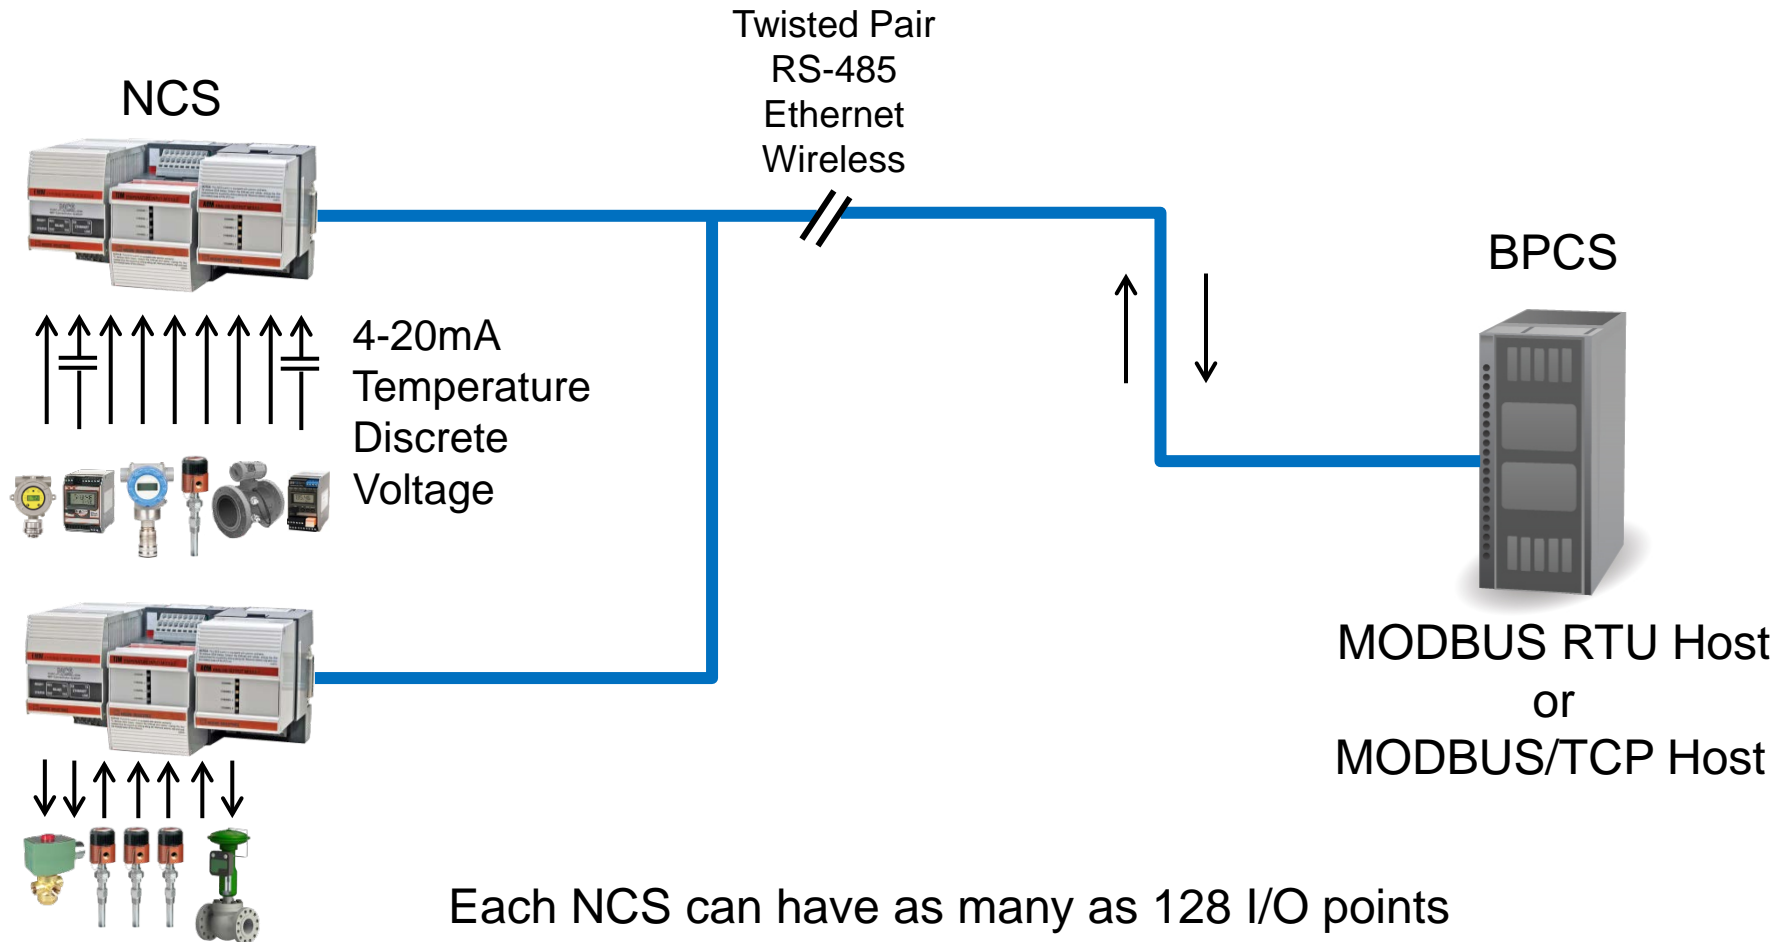 Twisted Pair
RS-485
Ethernet
Wireless
NCS
BPCS
4-20mA
Temperature
Discrete
Voltage
MODBUS RTU Host
or
MODBUS/TCP Host
Each NCS can have as many as 128 I/O points